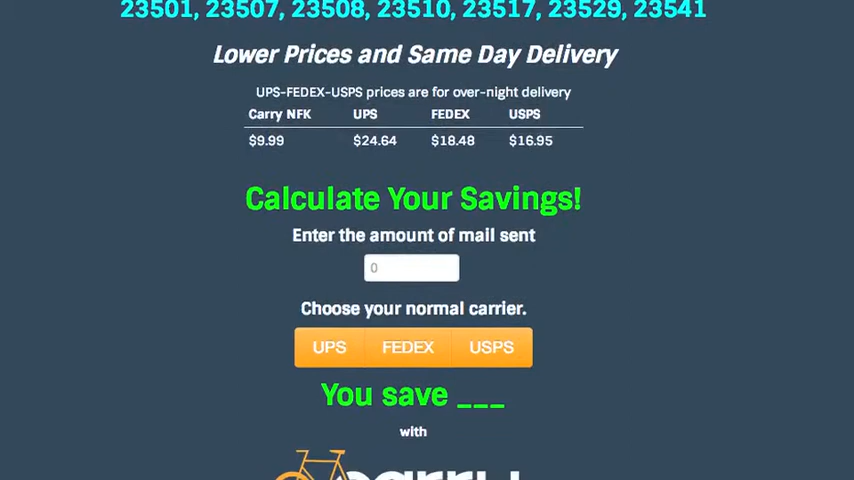 23501, 23507, 23508, 23510, 23517, 23529, 23541
Lower Prices and Same Day Delivery
UPS-FEDEX-USPS prices are for over-night delivery
Carry NFK UPS FEDEX USPS
$9.99 $24.64 $18.48 $16.95
Calculate Your Savings!
Enter the amount of mail sent
0
Choose your normal carrier.
UPS FEDEX USPS
You save ___
with